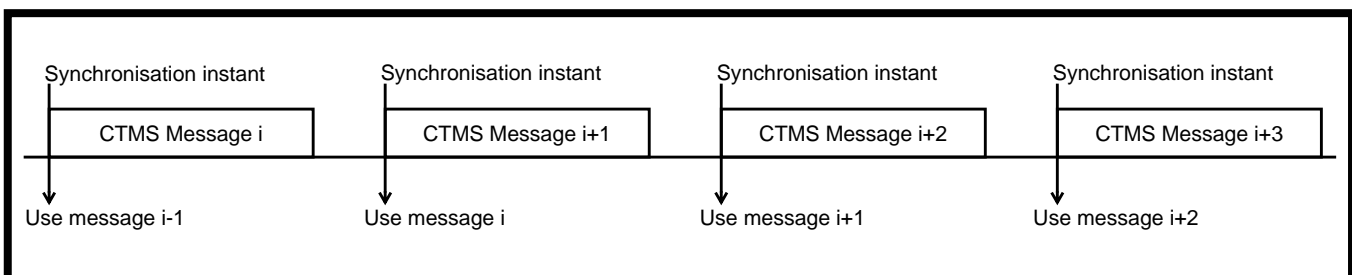 Synchronisation instant
Synchronisation instant
Synchronisation instant
Synchronisation instant
CTMS Message i
CTMS Message i+1
CTMS Message i+2
CTMS Message i+3
Use message i-1
Use message i
Use message i+1
Use message i+2